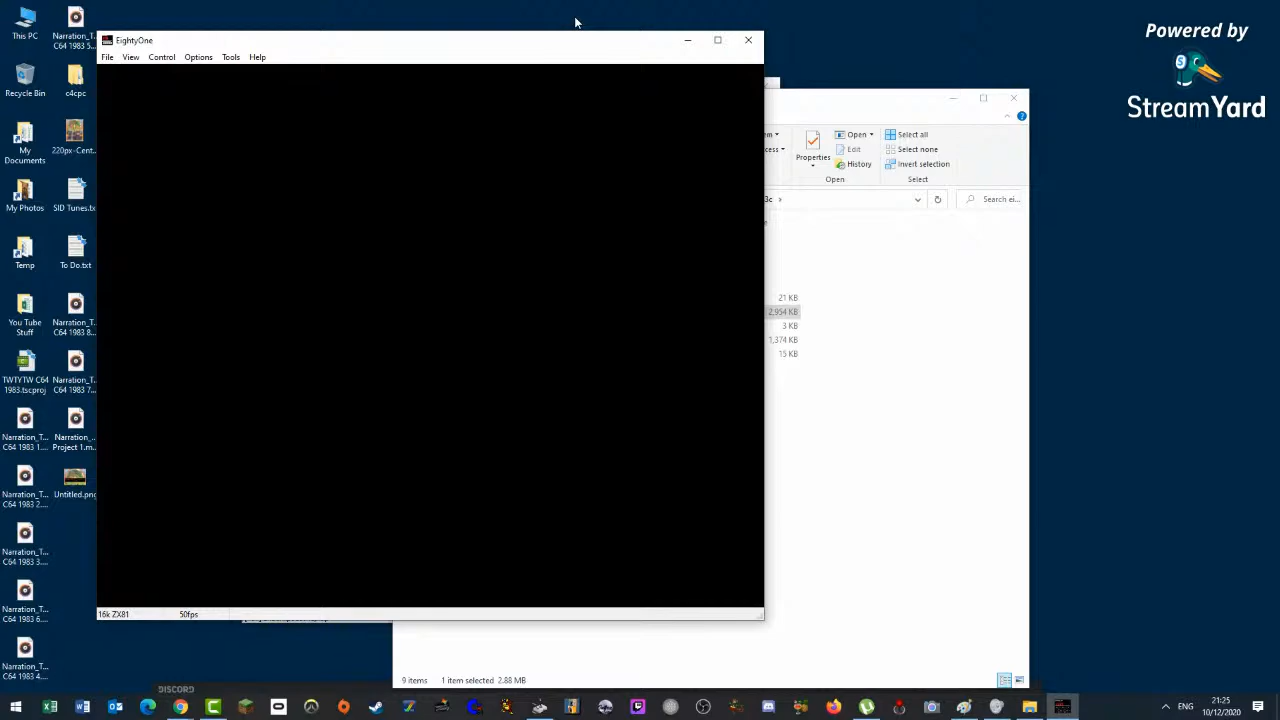 Powered by
StreamYard
This PC
C64 1983 5...
Recycle Bin
c4cpc
My Documents
220px-Cent...
My Photos
SID Tunes.tx
Temp
To Do.txt
You Tube Stuff
Narration_T... C64 1983 8...
TWTYTW C64 1983.tscproj
Narration_T... C64 1983 7...
Narration_T... C64 1983 1...
Narration_... Project 1.m...
Narration_T... C64 1983 2...
Untitled.png
Narration_T... C64 1983 3...
Narration_T... C64 1983 6...
Narration_T... C64 1983 4...
EightyOne
File View Control Options Tools Help
16k ZX81 50fps
Properties
Open
Edit
History
Open
Select all
Select none
Invert selection
Select
3c
Search ei...
21 KB
2,954 KB
3 KB
1,374 KB
15 KB
9 items 1 item selected 2.88 MB
DISCORD
ENG
21:25
10/12/2020